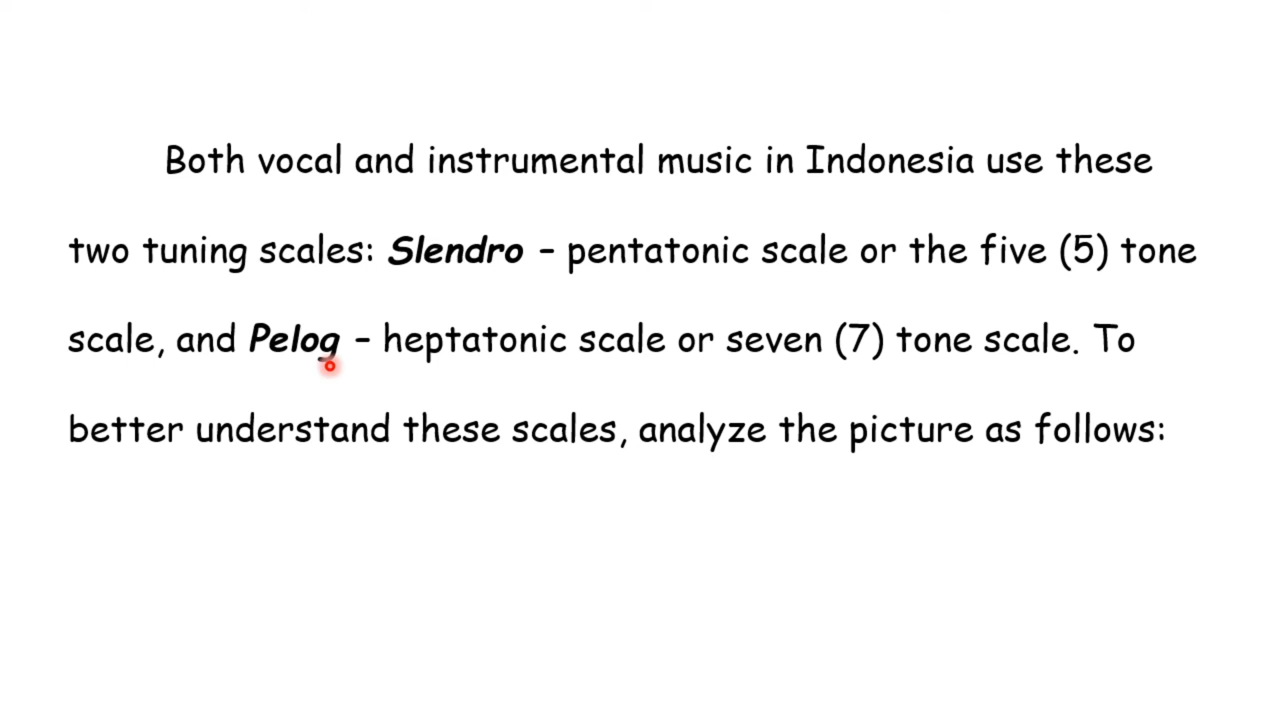 Both vocal and instrumental music in Indonesia use these
two tuning scales: Slendro – pentatonic scale or the five (5) tone
scale, and Pelog – heptatonic scale or seven (7) tone scale. To
better understand these scales, analyze the picture as follows: